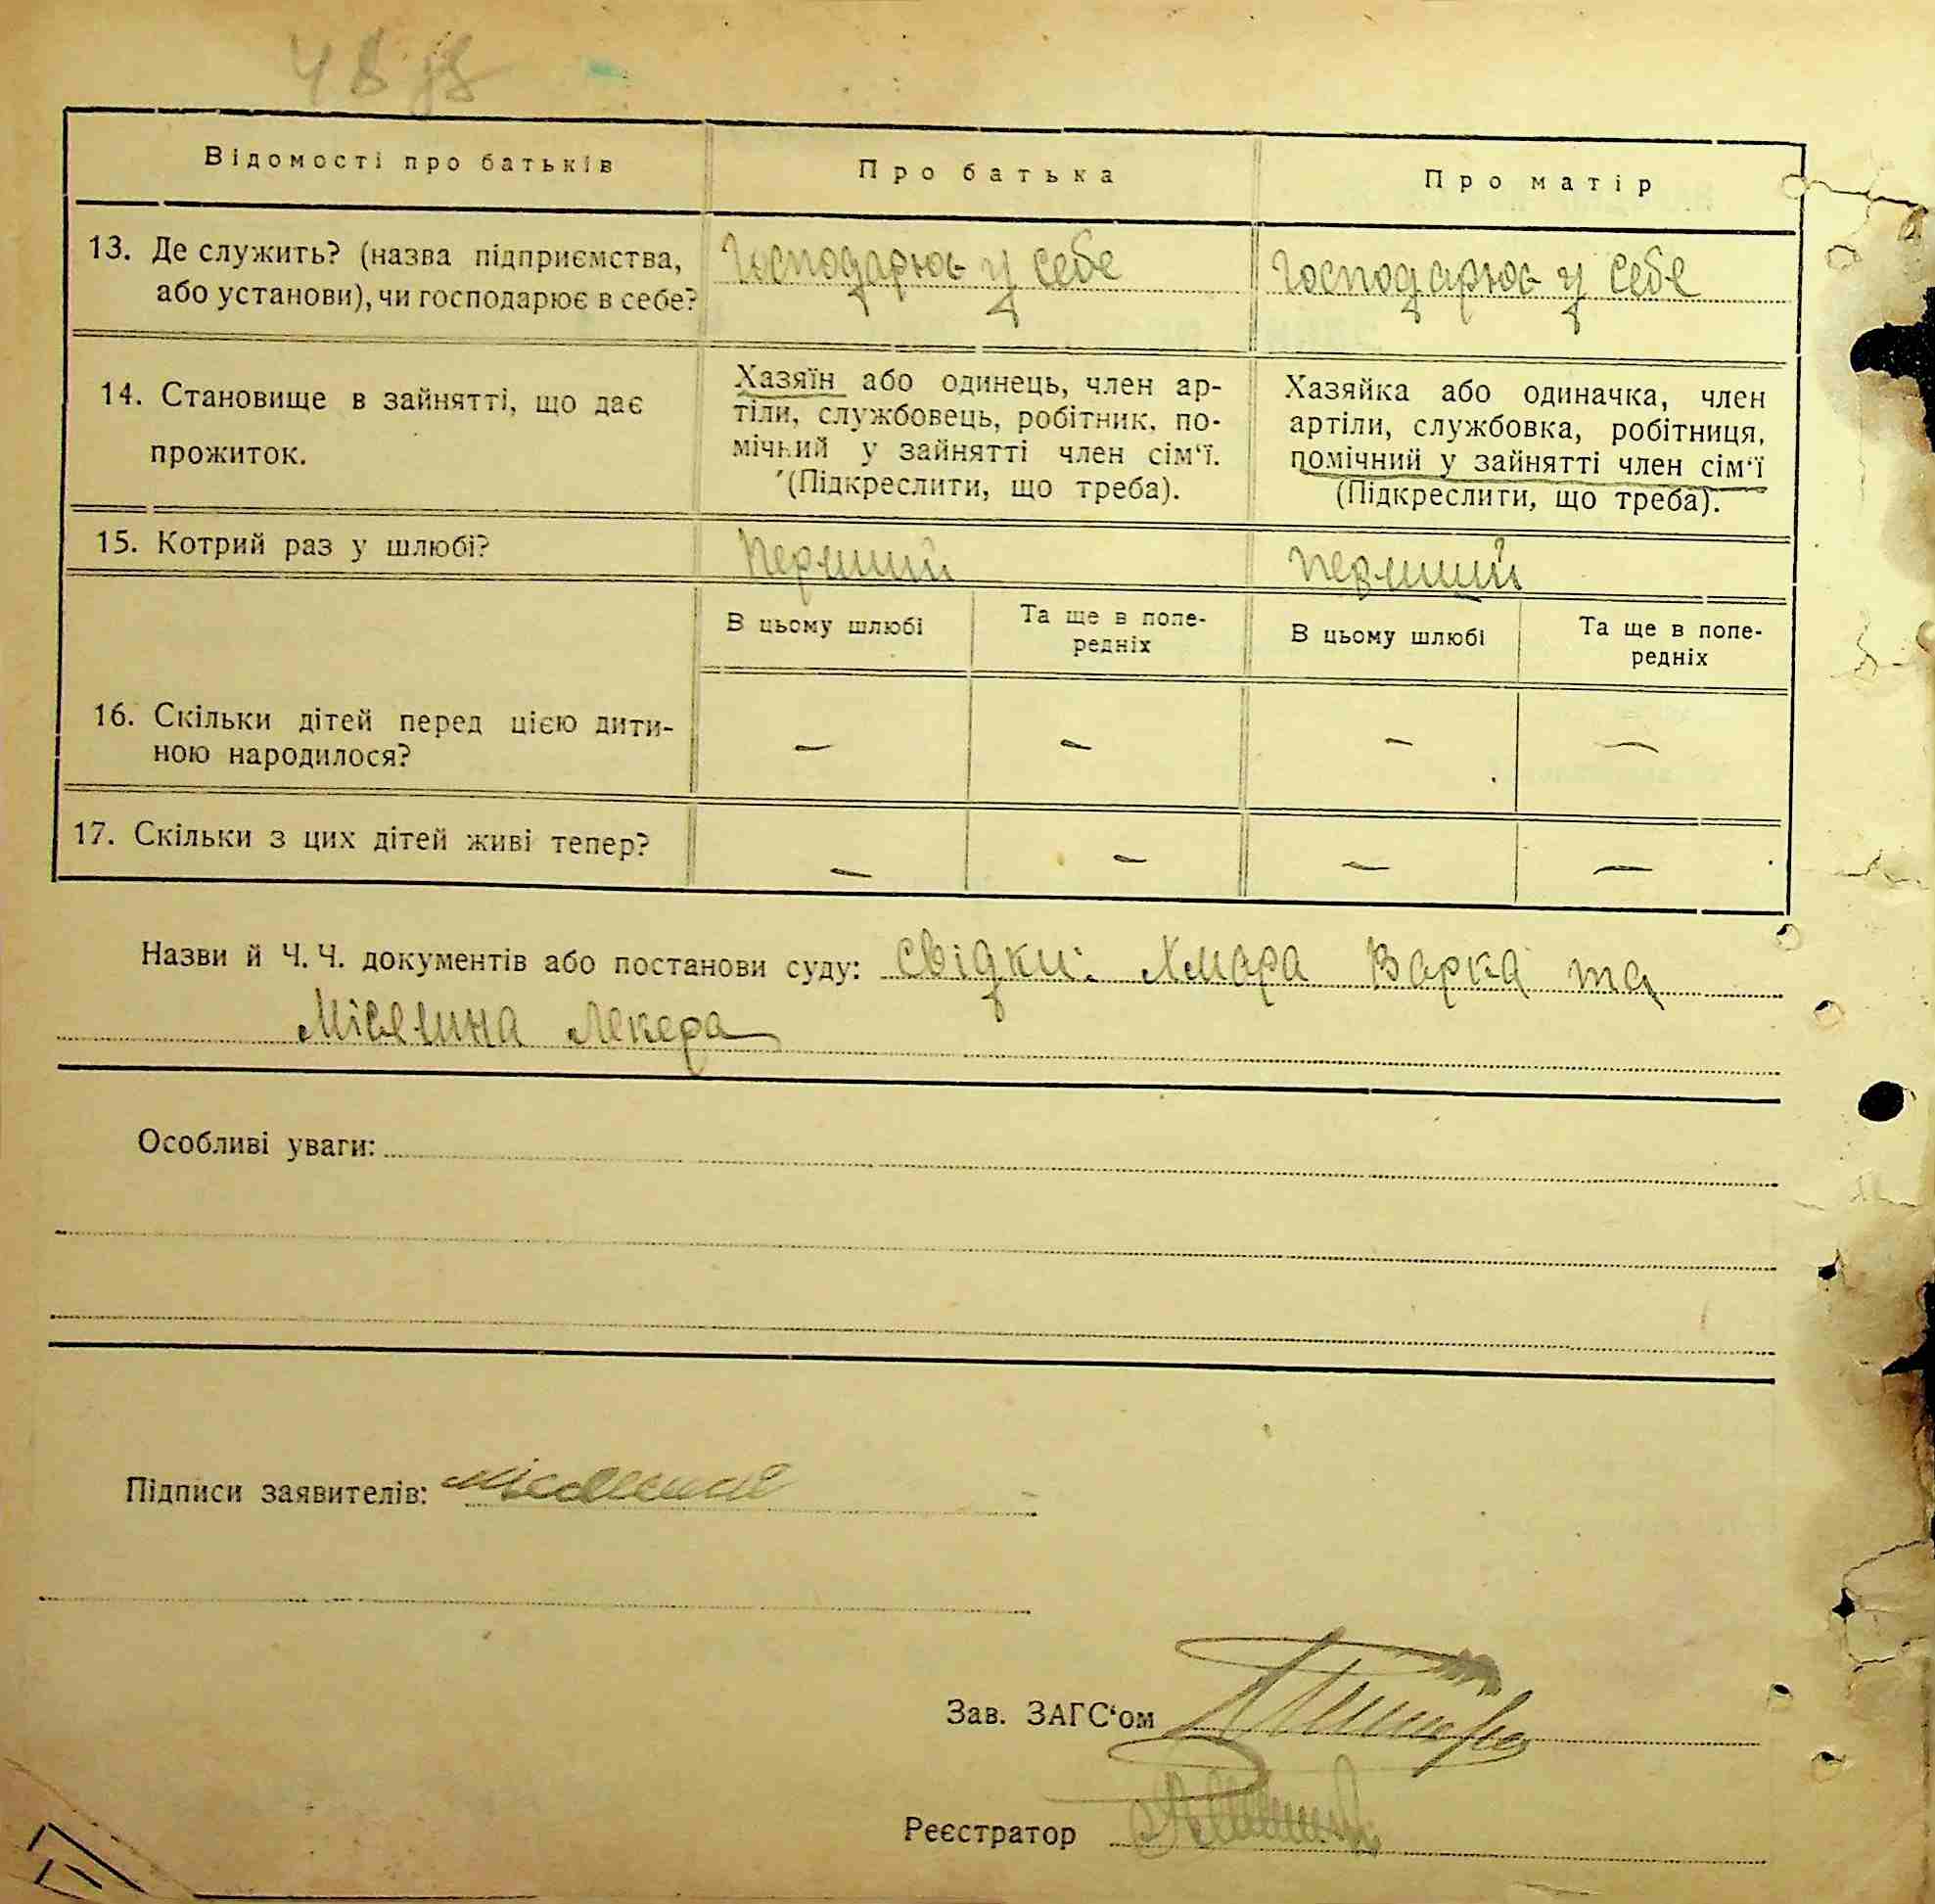 48 зв
Відомості про батьків Про батька Про матір
13. Де служить? (назва підприємства, Господарює у себе Господарює у себе
або установи), чи господарює в себе?
14. Становище в зайнятті, що дає
прожиток.
Хазяїн або одинець, член ар-
тіли, службовець, робітник, по-
мічний у зайнятті член сім‘ї.
(Підкреслити, що треба).
Хазяйка або одиначка, член
артіли, службовка, робітниця,
помічний у зайнятті член сім‘ї
(Підкреслити, що треба).
15. Котрий раз у шлюбі? перший перший
В цьому шлюбі Та ще в попе- В цьому шлюбі Та ще в попе-
редніх редніх
16. Скільки дітей перед цією дити- — — — —
ною народилося?
17. Скільки з цих дітей живі тепер? — — — —
Назви й Ч. Ч. документів або постанови суду: свідки: Хмара Варка та
Місяшина Лекера
Особливі уваги:
Підписи заявителів:
Зав. ЗАГС‘ом
Реєстратор